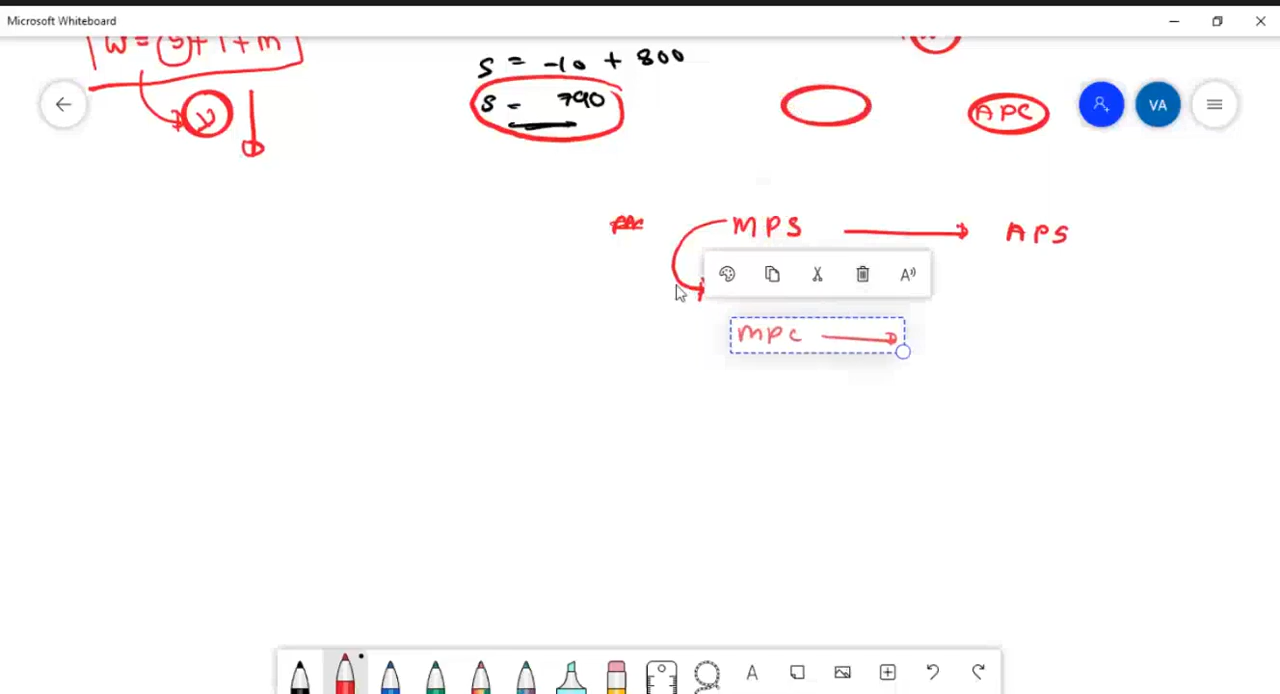 Microsoft Whiteboard
S = -10 + 800
S = 790
APC
VA
MPS → APS
MPC →